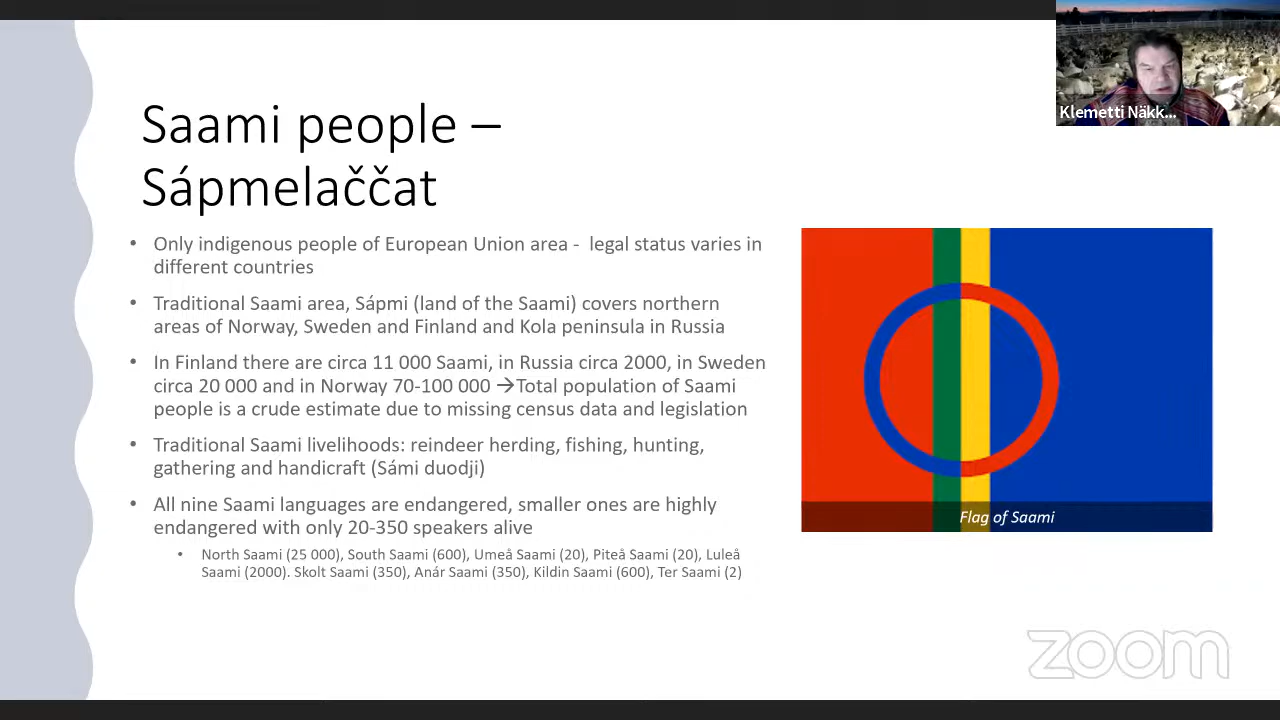 Saami people –
Sápmelaččat
Klemetti Näkk...
• Only indigenous people of European Union area - legal status varies in
different countries
• Traditional Saami area, Sápmi (land of the Saami) covers northern
areas of Norway, Sweden and Finland and Kola peninsula in Russia
• In Finland there are circa 11 000 Saami, in Russia circa 2000, in Sweden
circa 20 000 and in Norway 70-100 000 →Total population of Saami
people is a crude estimate due to missing census data and legislation
• Traditional Saami livelihoods: reindeer herding, fishing, hunting,
gathering and handicraft (Sámi duodji)
• All nine Saami languages are endangered, smaller ones are highly
endangered with only 20-350 speakers alive
• North Saami (25 000), South Saami (600), Umeå Saami (20), Piteå Saami (20), Luleå
Saami (2000). Skolt Saami (350), Anár Saami (350), Kildin Saami (600), Ter Saami (2)
Flag of Saami
zoom